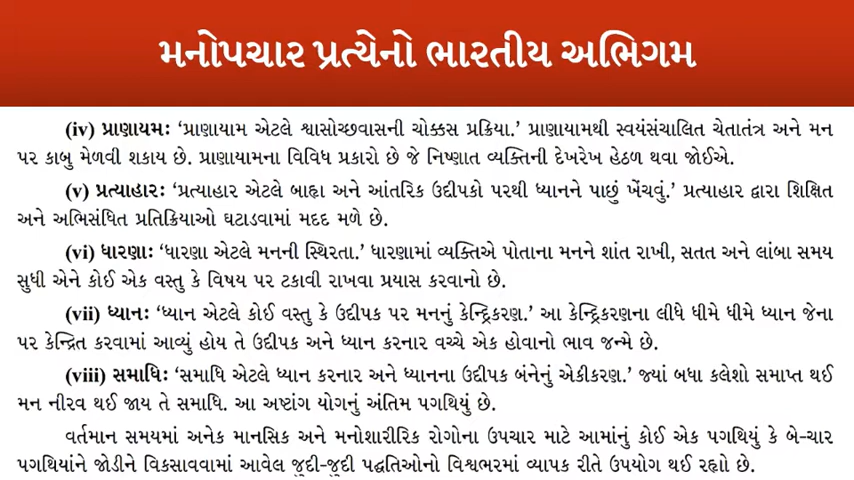 મનોપચાર પ્રત્યેનો ભારતીય અભિગમ
(iv) પ્રાણાયમ: ‘પ્રાણાયામ એટલે શ્વાસોચ્છવાસની ચોક્કસ પ્રક્રિયા.’ પ્રાણાયામથી સ્વયંસંચાલિત ચેતાતંત્ર અને મન
પર કાબુ મેળવી શકાય છે. પ્રાણાયામના વિવિધ પ્રકારો છે જે નિષ્ણાત વ્યક્તિની દેખરેખ હેઠળ થવા જોઈએ.
(v) પ્રત્યાહાર: ‘પ્રત્યાહાર એટલે બાહ્ય અને આંતરિક ઉદીપકો પરથી ધ્યાનને પાછું ખેંચવું.’ પ્રત્યાહાર દ્વારા શિક્ષિત
અને અભિસંધિત પ્રતિક્રિયાઓ ઘટાડવામાં મદદ મળે છે.
(vi) ધારણા: ‘ધારણા એટલે મનની સ્થિરતા.’ ધારણામાં વ્યક્તિએ પોતાના મનને શાંત રાખી, સતત અને લાંબા સમય
સુધી એને કોઈ એક વસ્તુ કે વિષય પર ટકાવી રાખવા પ્રયાસ કરવાનો છે.
(vii) ધ્યાન: ‘ધ્યાન એટલે કોઈ વસ્તુ કે ઉદ્દીપક પર મનનું કેન્દ્રિકરણ.’ આ કેન્દ્રિકરણના લીધે ધીમે ધીમે ધ્યાન જેના
પર કેન્દ્રિત કરવામાં આવ્યું હોય તે ઉદ્દીપક અને ધ્યાન કરનાર વચ્ચે એક હોવાનો ભાવ જન્મે છે.
(viii) સમાધિ: ‘સમાધિ એટલે ધ્યાન કરનાર અને ધ્યાનના ઉદ્દીપક બંનેનું એકીકરણ.’ જ્યાં બધા કલેશો સમાપ્ત થઈ
મન નીરવ થઈ જાય તે સમાધિ. આ અષ્ટાંગ યોગનું અંતિમ પગથિયું છે.
વર્તમાન સમયમાં અનેક માનસિક અને મનોશારીરિક રોગોના ઉપચાર માટે આમાંનું કોઈ એક પગથિયું કે બે-ચાર
પગથિયાંને જોડીને વિકસાવવામાં આવેલ જુદી-જુદી પદ્ધતિઓનો વિશ્વભરમાં વ્યાપક રીતે ઉપયોગ થઈ રહ્યો છે.